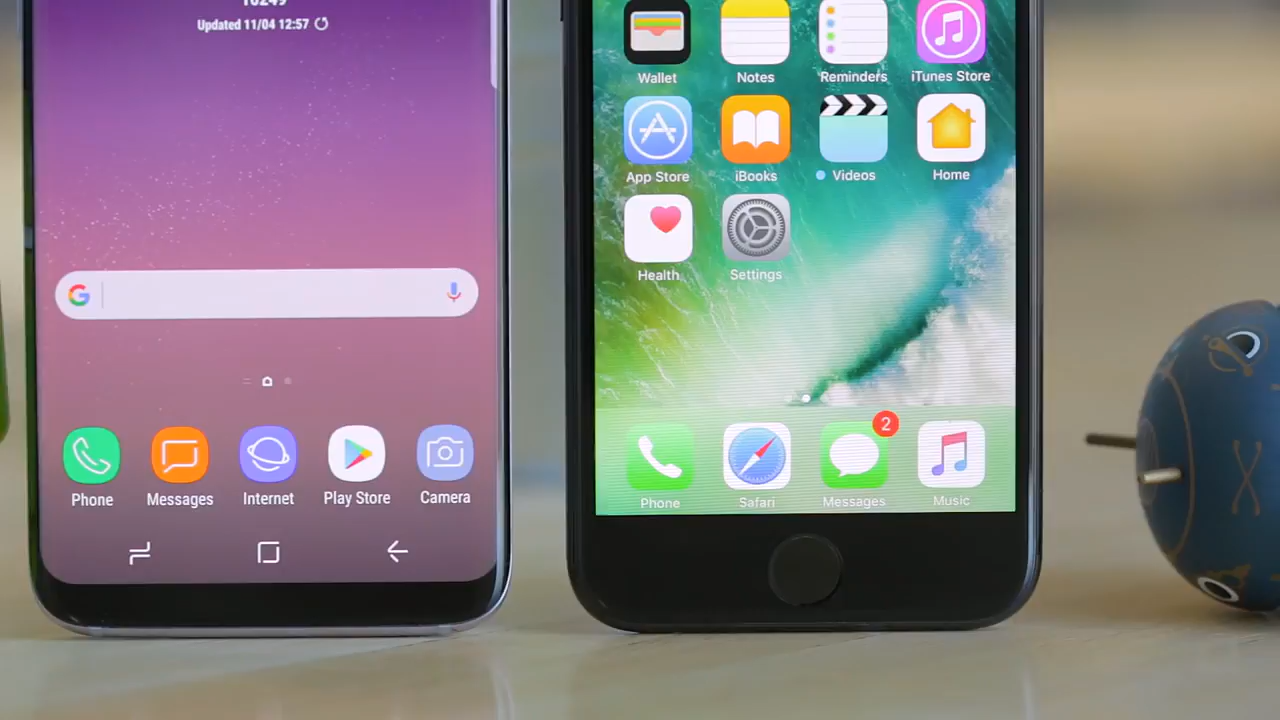 Updated 11/04 12:57
Phone
Messages
Internet
Play Store
Camera
Wallet
Notes
Reminders
iTunes Store
App Store
iBooks
Videos
Home
Health
Settings
2
Phone
Safari
Messages
Music